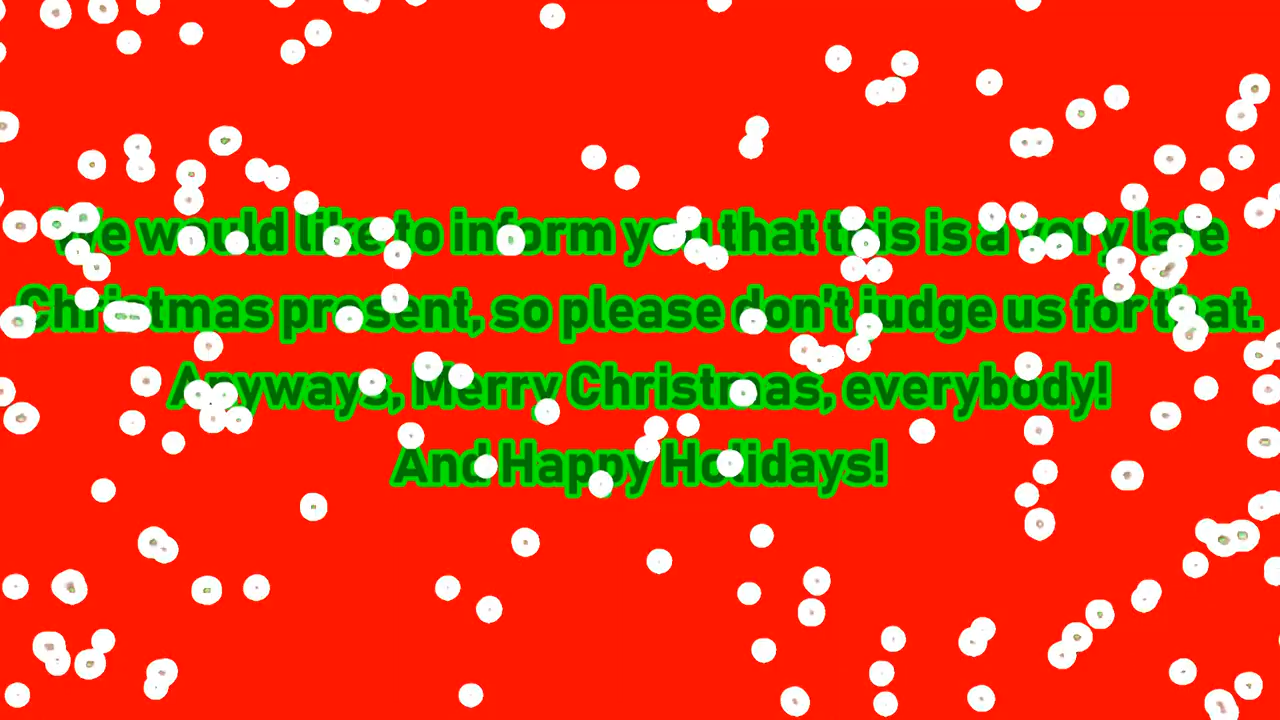 We would like to inform you that this is a very late
Christmas present, so please don't judge us for that.
Anyways, Merry Christmas, everybody!
And Happy Holidays!